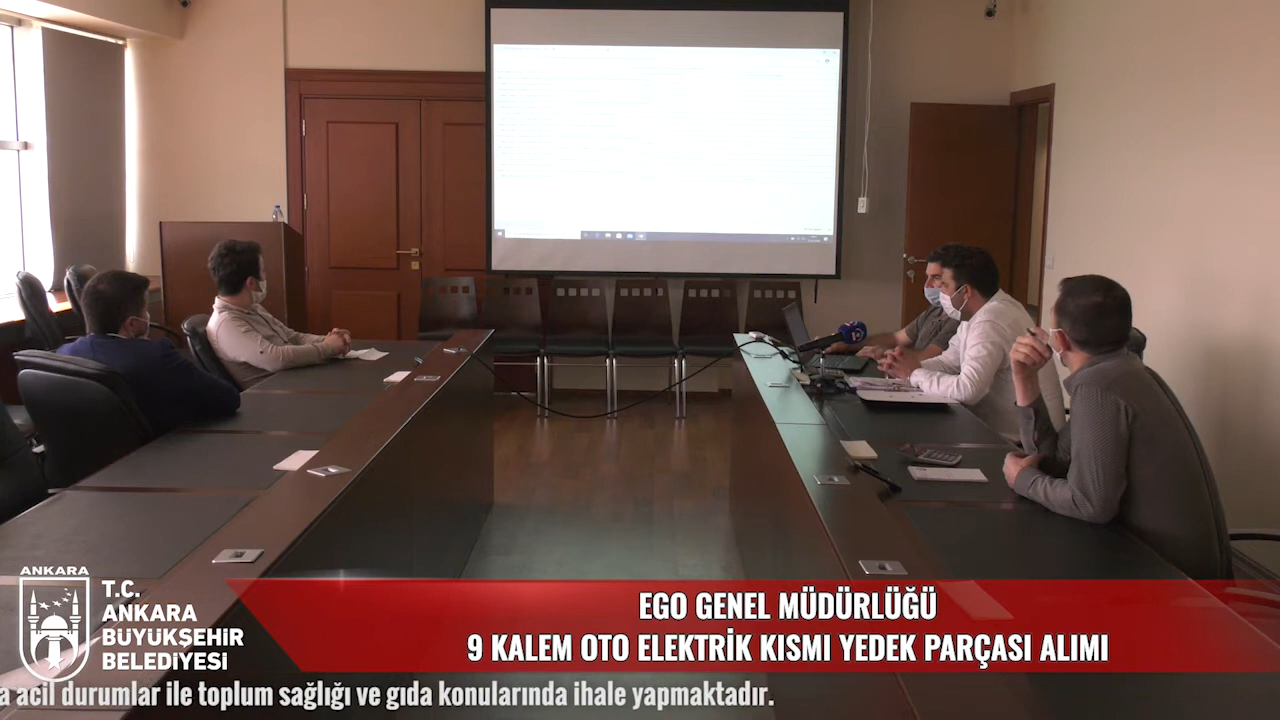 ANKARA
T.C.
ANKARA
BÜYÜKŞEHİR
BELEDİYESİ
EGO GENEL MÜDÜRLÜĞÜ
9 KALEM OTO ELEKTRİK KISMI YEDEK PARÇASI ALIMI
a acil durumlar ile toplum sağlığı ve gıda konularında ihale yapmaktadır.